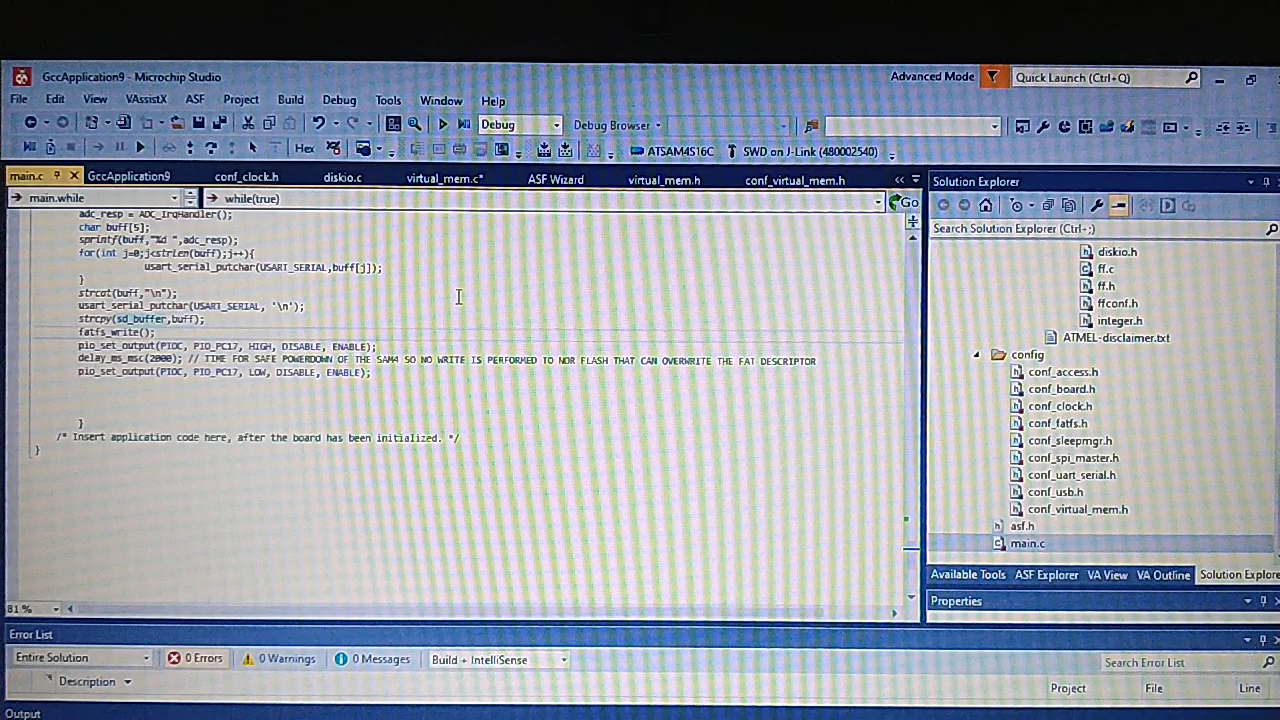 GccApplication9 - Microchip Studio
Advanced Mode
Quick Launch (Ctrl+Q)
File Edit View VAssistX ASF Project Build Debug Tools Window Help
Debug
Debug Browser
Hex
ATSAM4S16C
SWD on J-Link (480002540)
main.c GccApplication9 conf_clock.h diskio.c virtual_mem.c* ASF Wizard virtual_mem.h conf_virtual_mem.h
main.while while(true) Go
adc_resp = ADC_IrqHandler();
char buff[5];
sprintf(buff,"%d ",adc_resp);
for(int j=0;j<strlen(buff);j++){
usart_serial_putchar(USART_SERIAL,buff[j]);
}
strcat(buff,"\n");
usart_serial_putchar(USART_SERIAL, '\n');
strcpy(sd_buffer,buff);
fatfs_write();
pio_set_output(PIOC, PIO_PC17, HIGH, DISABLE, ENABLE);
delay_ms_msc(2000); // TIME FOR SAFE POWERDOWN OF THE SAM4 SO NO WRITE IS PERFORMED TO NOR FLASH THAT CAN OVERWRITE THE FAT DESCRIPTOR
pio_set_output(PIOC, PIO_PC17, LOW, DISABLE, ENABLE);
}
/* Insert application code here, after the board has been initialized. */
}
81 %
Solution Explorer
Search Solution Explorer (Ctrl+;)
diskio.h
ff.c
ff.h
ffconf.h
integer.h
ATMEL-disclaimer.txt
config
conf_access.h
conf_board.h
conf_clock.h
conf_fatfs.h
conf_sleepmgr.h
conf_spi_master.h
conf_uart_serial.h
conf_usb.h
conf_virtual_mem.h
asf.h
main.c
Available Tools ASF Explorer VA View VA Outline Solution Explore
Properties
Error List
Entire Solution 0 Errors 0 Warnings 0 Messages Build + IntelliSense Search Error List
Description Project File Line
Output